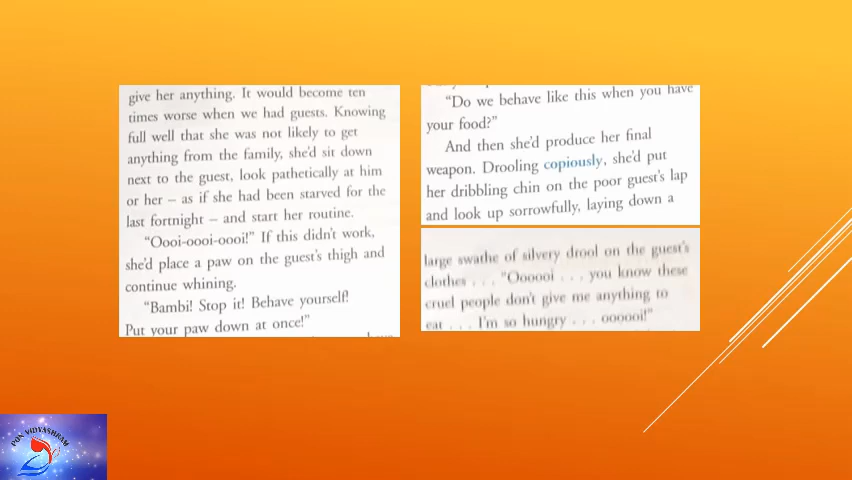 give her anything. It would become ten
times worse when we had guests. Knowing
full well that she was not likely to get
anything from the family, she'd sit down
next to the guest, look pathetically at him
or her – as if she had been starved for the
last fortnight – and start her routine.
"Oooi-oooi-oooi!" If this didn't work,
she'd place a paw on the guest's thigh and
continue whining.
"Bambi! Stop it! Behave yourself!
Put your paw down at once!"
"Do we behave like this when you have
your food?"
And then she'd produce her final
weapon. Drooling copiously, she'd put
her dribbling chin on the poor guest's lap
and look up sorrowfully, laying down a
large swathe of silvery drool on the guest's
clothes . . . "Oooooi . . . you know these
cruel people don't give me anything to
eat . . . I'm so hungry . . . oooooi!"
PON VIDYASHRAM